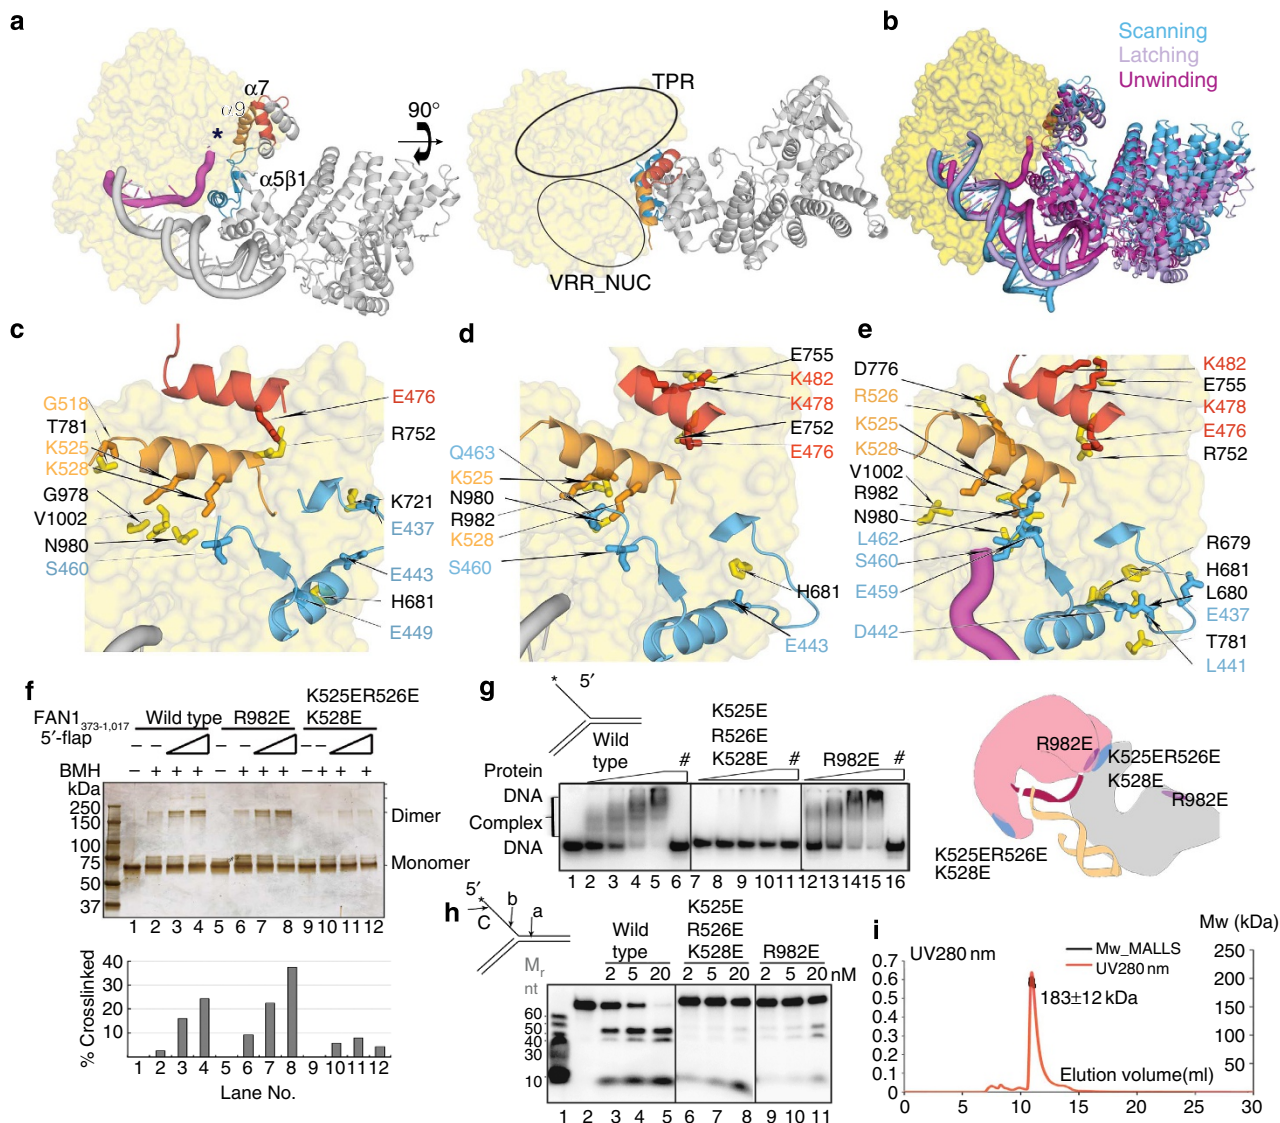 a
α7
α9
*
α5β1
90°
TPR
VRR_NUC
b
Scanning
Latching
Unwinding
c
G518
T781
K525
K528
G978
V1002
N980
S460
E476
R752
K721
E437
E443
H681
E449
d
Q463
K525
N980
R982
K528
S460
E755
K482
K478
E752
E476
H681
E443
e
D776
R526
K525
K528
V1002
R982
N980
L462
S460
E459
D442
K482
E755
K478
E476
R752
R679
H681
L680
E437
T781
L441
f
K525ER526E
FAN1373-1,017 Wild type R982E K528E
5′-flap – – – – – –
BMH – + + + – + + + – + + +
kDa
250
150
100
75
50
37
Dimer
Monomer
1 2 3 4 5 6 7 8 9 10 11 12
% Crosslinked
40
30
20
10
1 2 3 4 5 6 7 8 9 10 11 12
Lane No.
g
* 5′
Wild type
K525E
R526E
K528E
R982E
Protein # # #
DNA
Complex
DNA
1 2 3 4 5 6 7 8 9 10 11 12 13 14 15 16
R982E
K525ER526E
K528E
R982E
K525ER526E
K528E
h
5′
*
C
b
a
Wild type
K525E
R526E
K528E
R982E
Mr
2 5 20 2 5 20 2 5 20 nM
nt
60
50
40
30
10
1 2 3 4 5 6 7 8 9 10 11
i
UV280 nm
Mw (kDa)
Mw_MALLS
UV280 nm
183±12 kDa
0.7
0.6
0.5
0.4
0.3
0.2
0.1
0
250
200
150
100
50
Elution volume(ml)
0 5 10 15 20 25 30